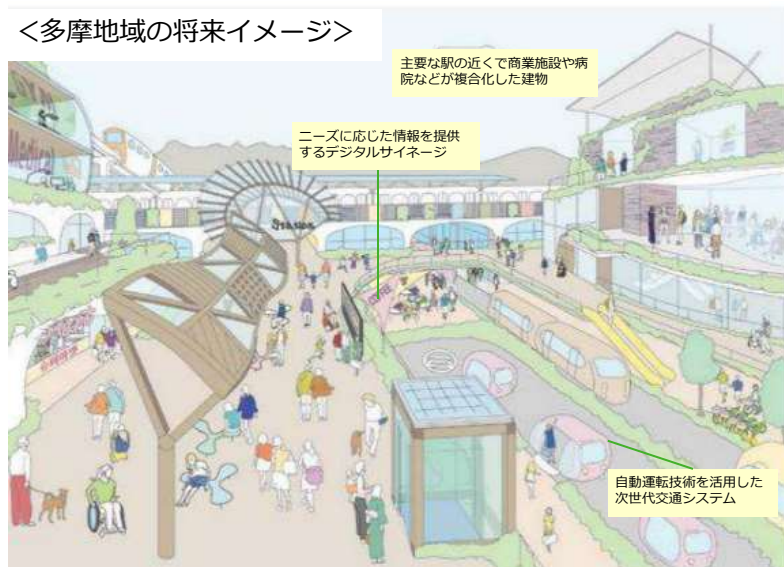 ＜多摩地域の将来イメージ＞
主要な駅の近くで商業施設や病
院などが複合化した建物
ニーズに応じた情報を提供
するデジタルサイネージ
Station
COFFEE
自動運転技術を活用した
次世代交通システム